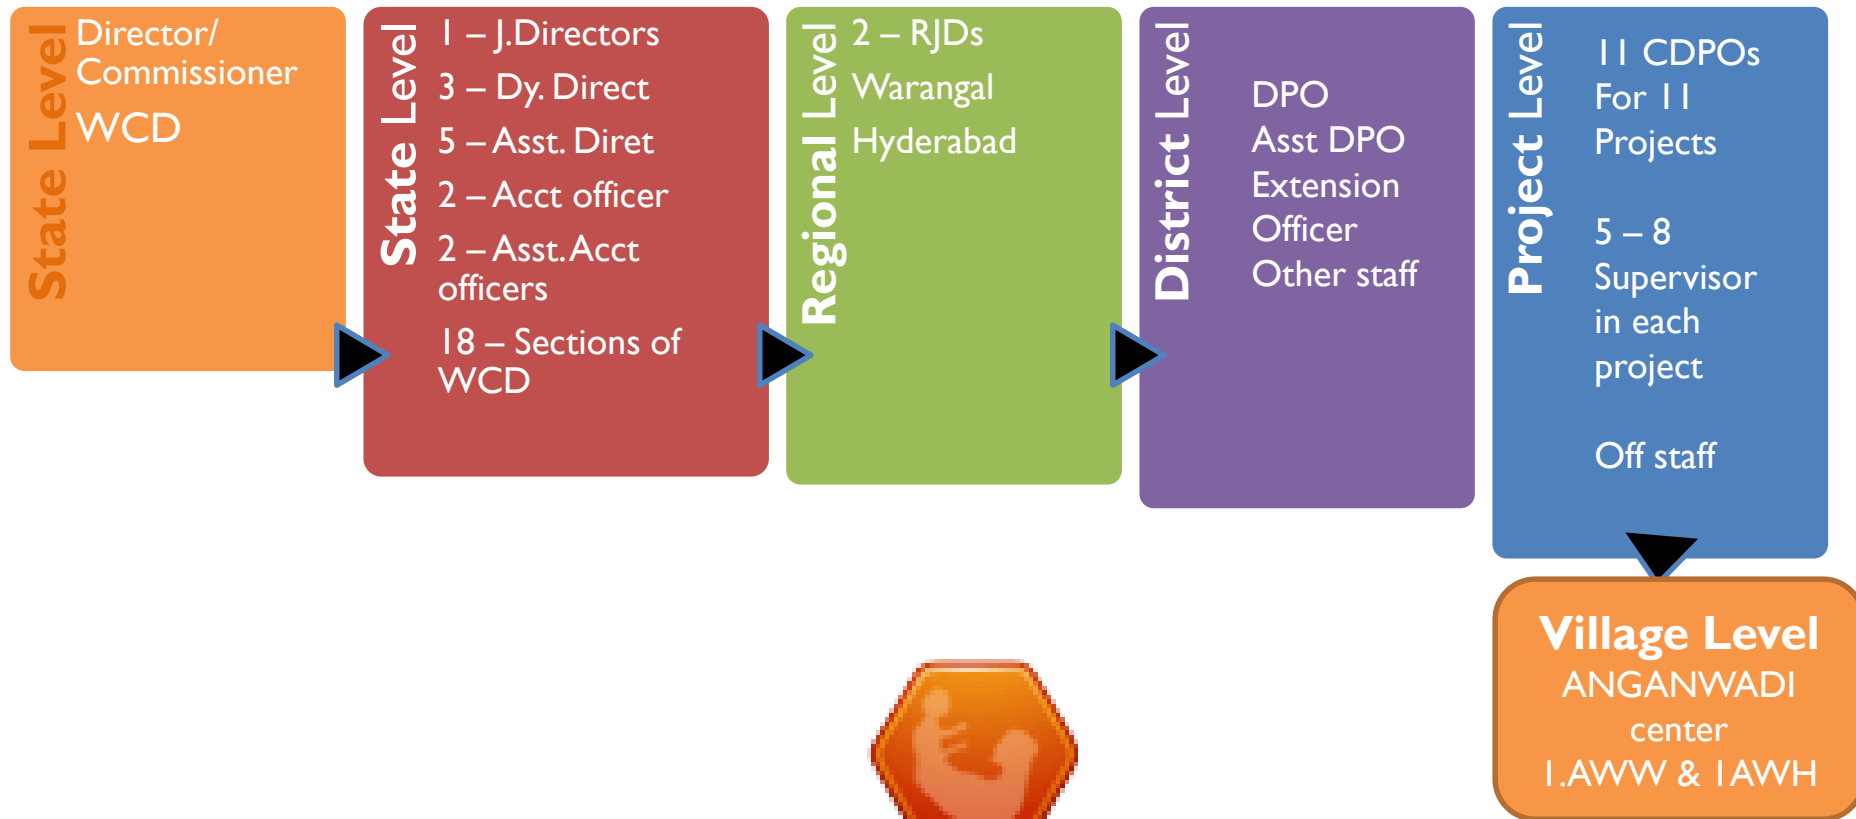 State Level
Director/
Commissioner
WCD
State Level
1 – J.Directors
3 – Dy. Direct
5 – Asst. Diret
2 – Acct officer
2 – Asst. Acct
officers
18 – Sections of
WCD
Regional Level
2 – RJDs
Warangal
Hyderabad
District Level
DPO
Asst DPO
Extension
Officer
Other staff
Project Level
11 CDPOs
For 11
Projects
5 – 8
Supervisor
in each
project
Off staff
Village Level
ANGANWADI
center
1.AWW & 1AWH